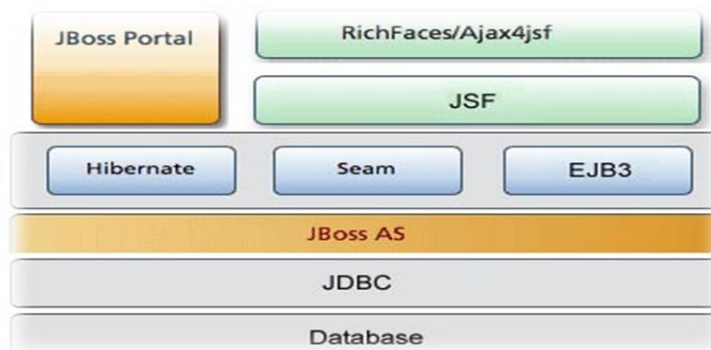 JBoss Portal
RichFaces/Ajax4jsf
JSF
Hibernate
Seam
EJB3
JBoss AS
JDBC
Database